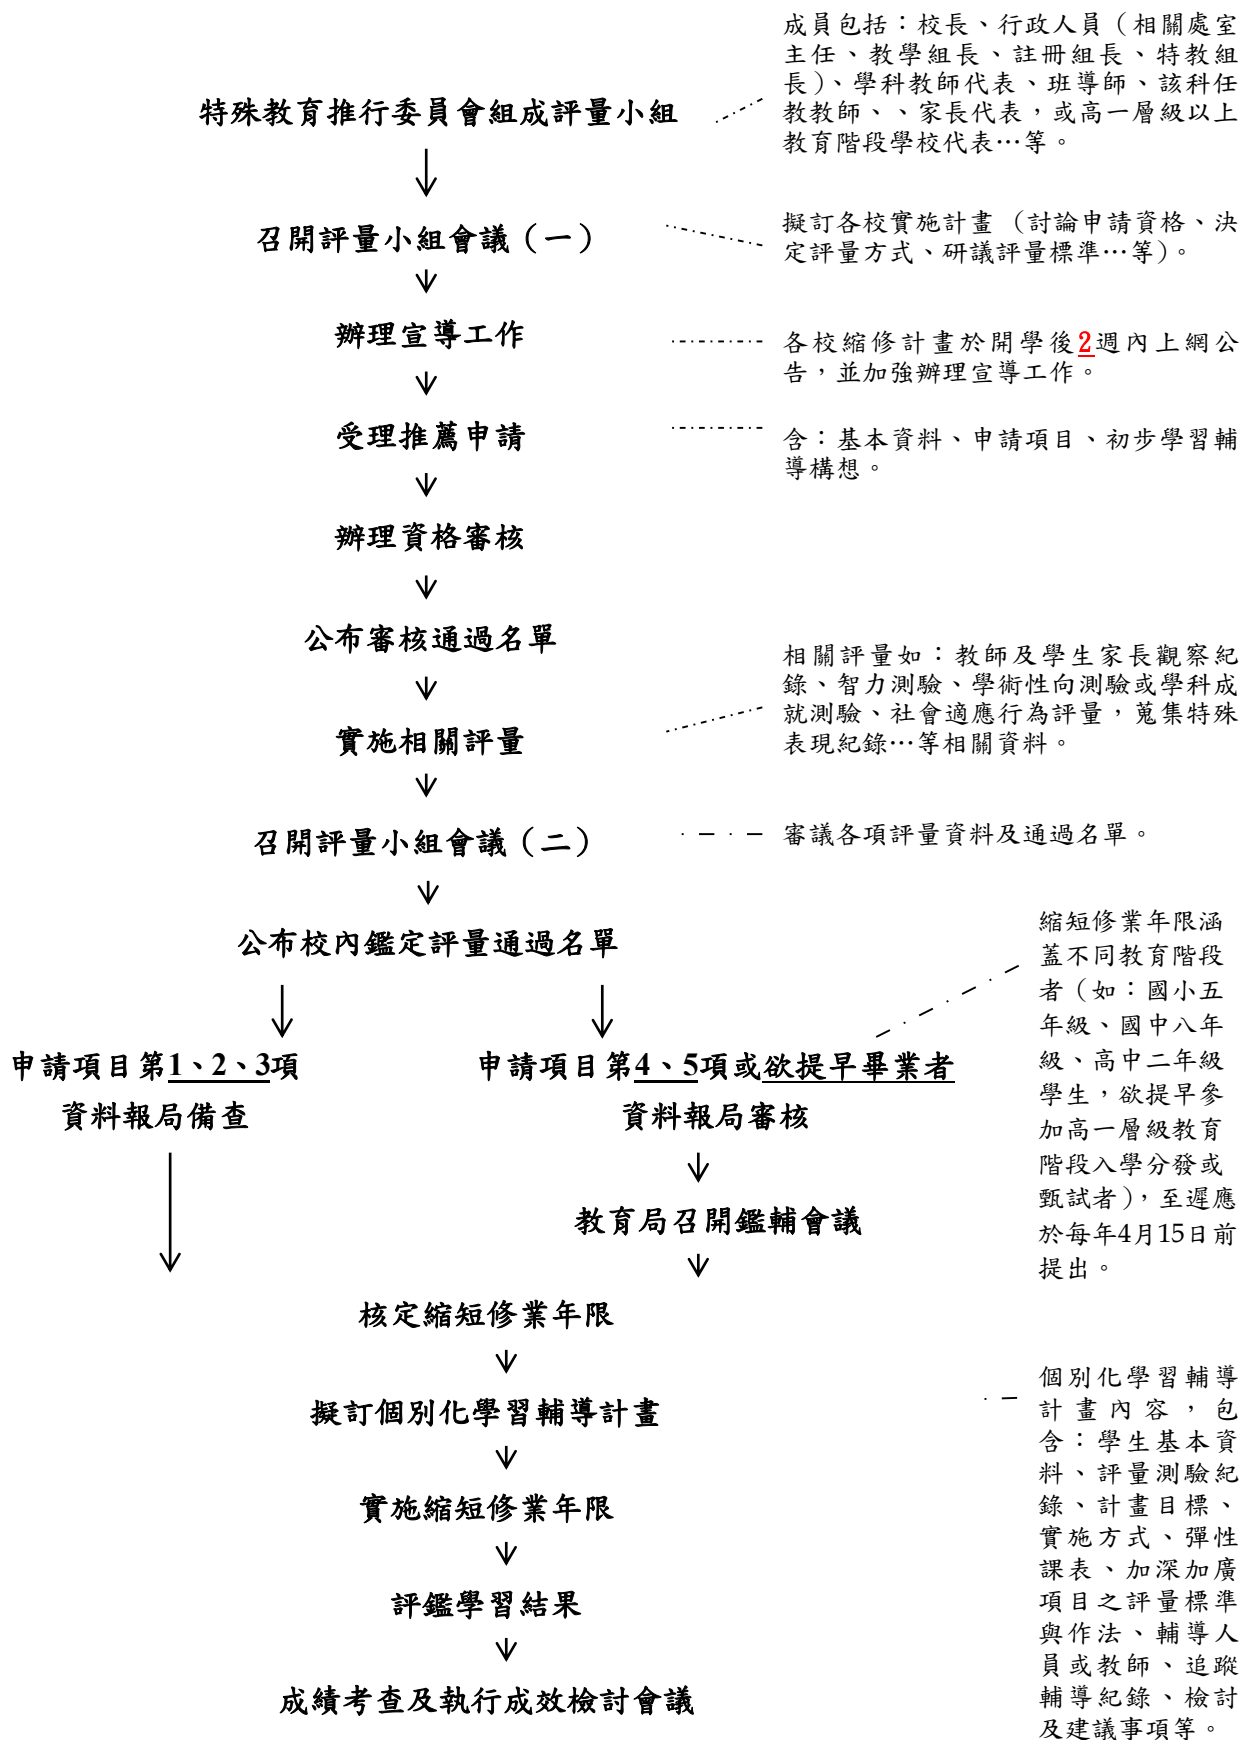 成員包括：校長、行政人員（相關處室
主任、教學組長、註冊組長、特教組
長）、學科教師代表、班導師、該科任
教教師、、家長代表，或高一層級以上
教育階段學校代表…等。
特殊教育推行委員會組成評量小組
召開評量小組會議（一）
擬訂各校實施計畫 （討論申請資格、決
定評量方式、研議評量標準…等）。
辦理宣導工作
各校縮修計畫於開學後2週內上網公
告，並加強辦理宣導工作。
受理推薦申請
含：基本資料、申請項目、初步學習輔
導構想。
辦理資格審核
公布審核通過名單
相關評量如：教師及學生家長觀察紀
錄、智力測驗、學術性向測驗或學科成
就測驗、社會適應行為評量，蒐集特殊
表現紀錄…等相關資料。
實施相關評量
召開評量小組會議（二）
審議各項評量資料及通過名單。
公布校內鑑定評量通過名單
縮短修業年限涵
蓋不同教育階段
者（如：國小五
年級、國中八年
級、高中二年級
學生，欲提早參
加高一層級教育
階段入學分發或
甄試者），至遲應
於每年4月15日前
提出。
申請項目第1、2、3項
資料報局備查
申請項目第4、5項或欲提早畢業者
資料報局審核
教育局召開鑑輔會議
核定縮短修業年限
擬訂個別化學習輔導計畫
個別化學習輔導
計畫內容，包
含：學生基本資
料、評量測驗紀
錄、計畫目標、
實施方式、彈性
課表、加深加廣
項目之評量標準
與作法、輔導人
員或教師、追蹤
輔導紀錄、檢討
及建議事項等。
實施縮短修業年限
評鑑學習結果
成績考查及執行成效檢討會議